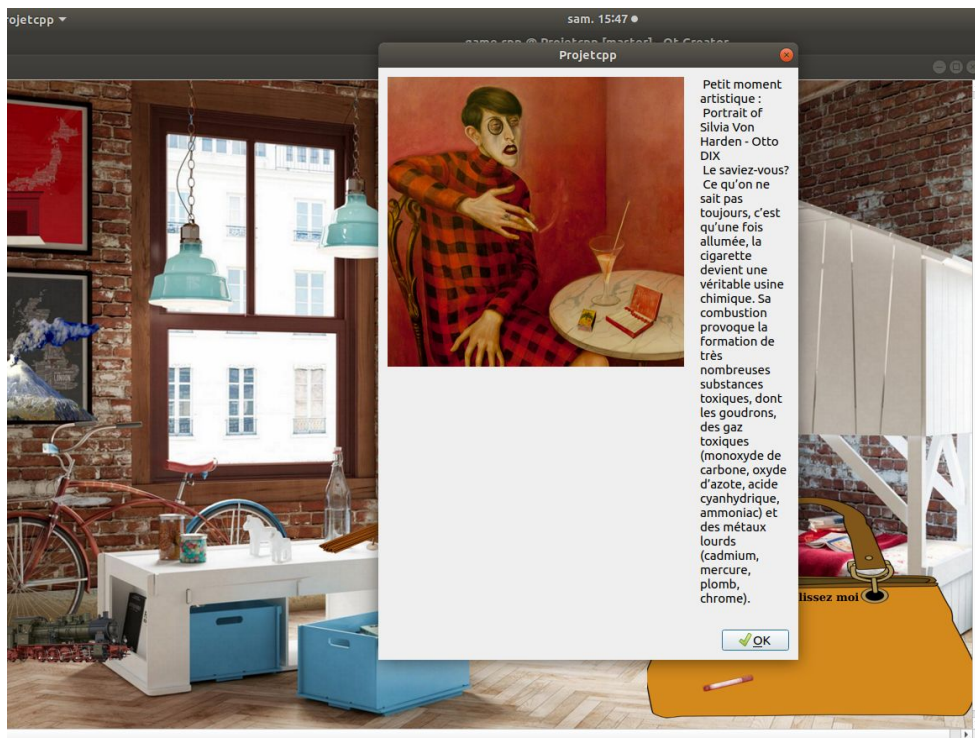 ojetcpp
sam. 15:47
game.cpp @ Projetcpp [master] - Qt Creator
Projetcpp
Petit moment
artistique :
Portrait of
Silvia Von
Harden - Otto
DIX
Le saviez-vous?
Ce qu'on ne
sait pas
toujours, c'est
qu'une fois
allumée, la
cigarette
devient une
véritable usine
chimique. Sa
combustion
provoque la
formation de
très
nombreuses
substances
toxiques, dont
les goudrons,
des gaz
toxiques
(monoxyde de
carbone, oxyde
d'azote, acide
cyanhydrique,
ammoniac) et
des métaux
lourds
(cadmium,
mercure,
plomb,
chrome).
OK
LONDON
lissez moi